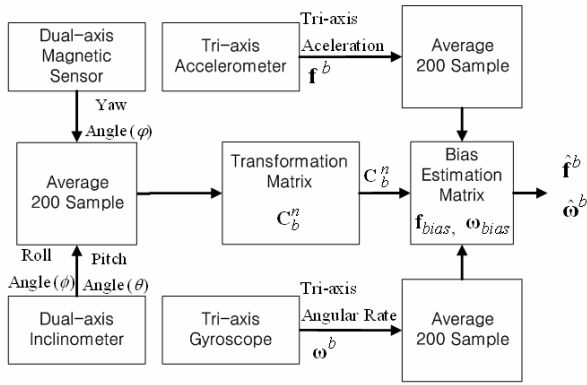 Dual-axis
Magnetic
Sensor
Tri-axis
Accelerometer
Tri-axis
Aceleration
f^b
Average
200 Sample
Yaw
Angle(φ)
Average
200 Sample
Transformation
Matrix
C_b^n
C_b^n
Bias
Estimation
Matrix
f_bias, ω_bias
f̂^b
ω̂^b
Roll
Angle(ϕ)
Pitch
Angle(θ)
Dual-axis
Inclinometer
Tri-axis
Gyroscope
Tri-axis
Angular Rate
ω^b
Average
200 Sample